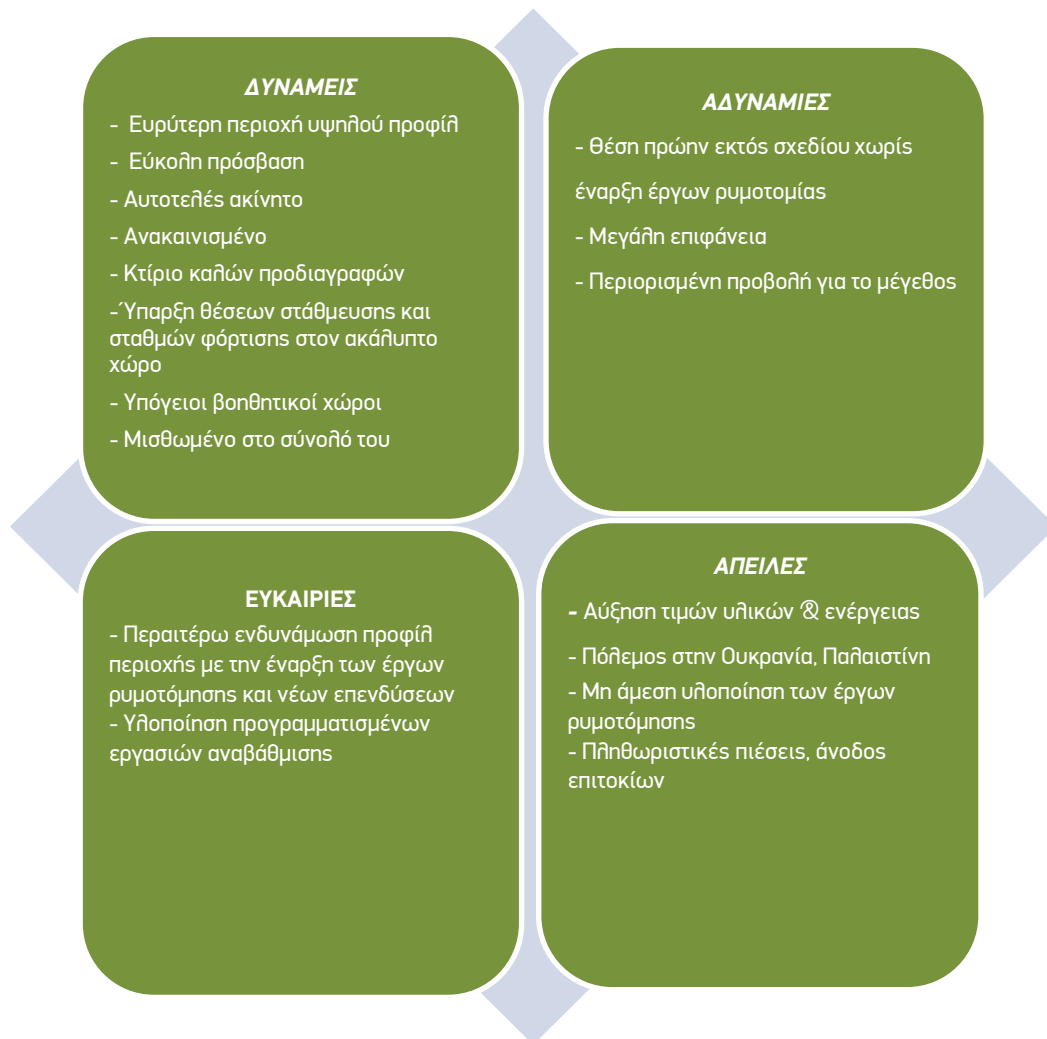 ΔΥΝΑΜΕΙΣ
- Ευρύτερη περιοχή υψηλού προφίλ
- Εύκολη πρόσβαση
- Αυτοτελές ακίνητο
- Ανακαινισμένο
- Κτίριο καλών προδιαγραφών
- Ύπαρξη θέσεων στάθμευσης και
σταθμών φόρτισης στον ακάλυπτο
χώρο
- Υπόγειοι βοηθητικοί χώροι
- Μισθωμένο στο σύνολό του
ΑΔΥΝΑΜΙΕΣ
- Θέση πρώην εκτός σχεδίου χωρίς
έναρξη έργων ρυμοτομίας
- Μεγάλη επιφάνεια
- Περιορισμένη προβολή για το μέγεθος
ΕΥΚΑΙΡΙΕΣ
- Περαιτέρω ενδυνάμωση προφίλ
περιοχής με την έναρξη των έργων
ρυμοτόμησης και νέων επενδύσεων
- Υλοποίηση προγραμματισμένων
εργασιών αναβάθμισης
ΑΠΕΙΛΕΣ
- Αύξηση τιμών υλικών & ενέργειας
- Πόλεμος στην Ουκρανία, Παλαιστίνη
- Μη άμεση υλοποίηση των έργων
ρυμοτόμησης
- Πληθωριστικές πιέσεις, άνοδος
επιτοκίων